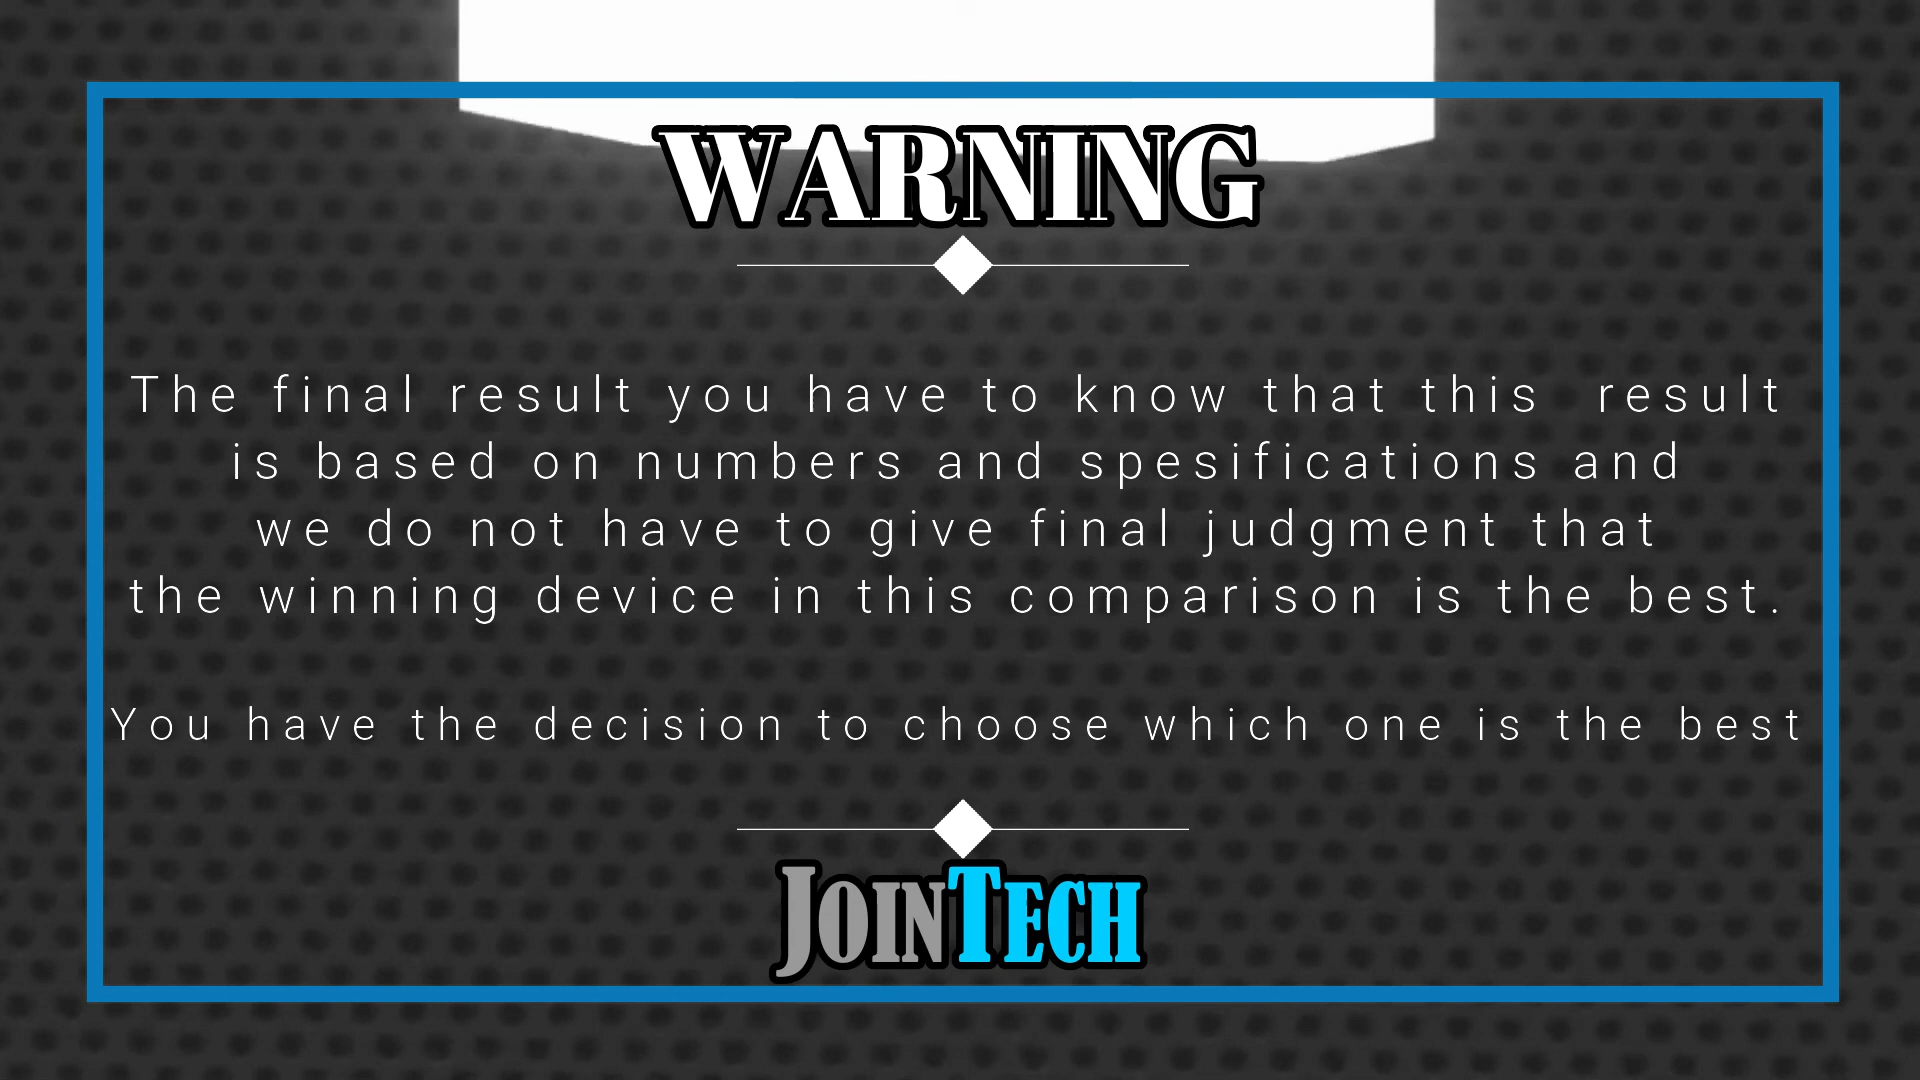 WARNING
The final result you have to know that this result
is based on numbers and spesifications and
we do not have to give final judgment that
the winning device in this comparison is the best.
You have the decision to choose which one is the best
JOINTECH